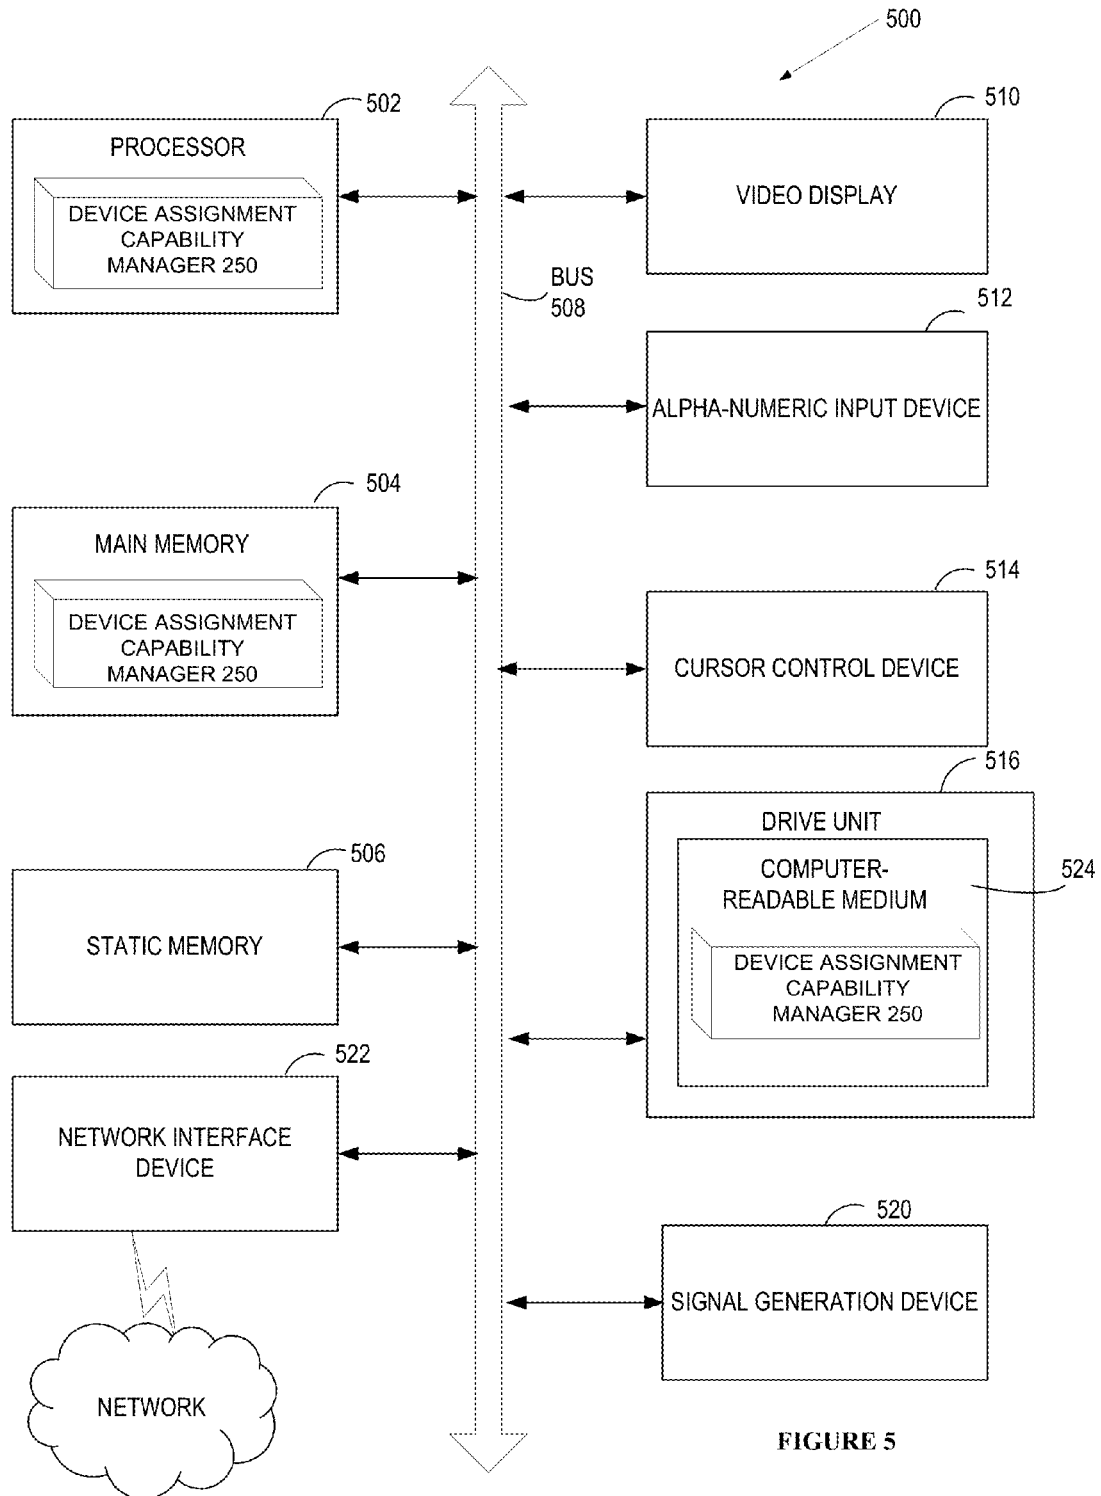 500
502
PROCESSOR
DEVICE ASSIGNMENT
CAPABILITY
MANAGER 250
510
VIDEO DISPLAY
BUS
508
512
ALPHA-NUMERIC INPUT DEVICE
504
MAIN MEMORY
DEVICE ASSIGNMENT
CAPABILITY
MANAGER 250
514
CURSOR CONTROL DEVICE
516
DRIVE UNIT
COMPUTER-
READABLE MEDIUM
524
DEVICE ASSIGNMENT
CAPABILITY
MANAGER 250
506
STATIC MEMORY
522
NETWORK INTERFACE
DEVICE
520
SIGNAL GENERATION DEVICE
NETWORK
FIGURE 5